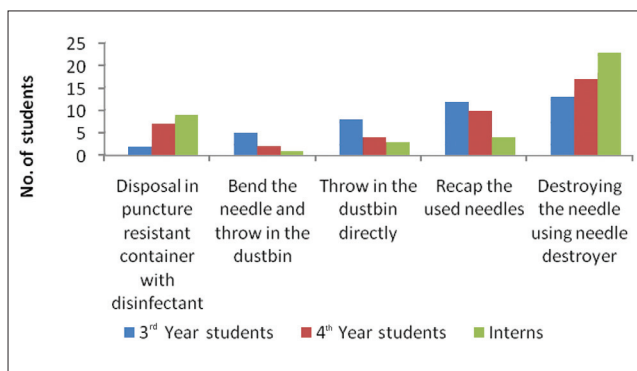 No. of students
25
20
15
10
5
0
Disposal in
puncture
resistant
container
with
disinfectant
Bend the
needle and
throw in the
dustbin
Throw in the
dustbin
directly
Recap the
used needles
Destroying
the needle
using needle
destroyer
3rd Year students
4th Year students
Interns